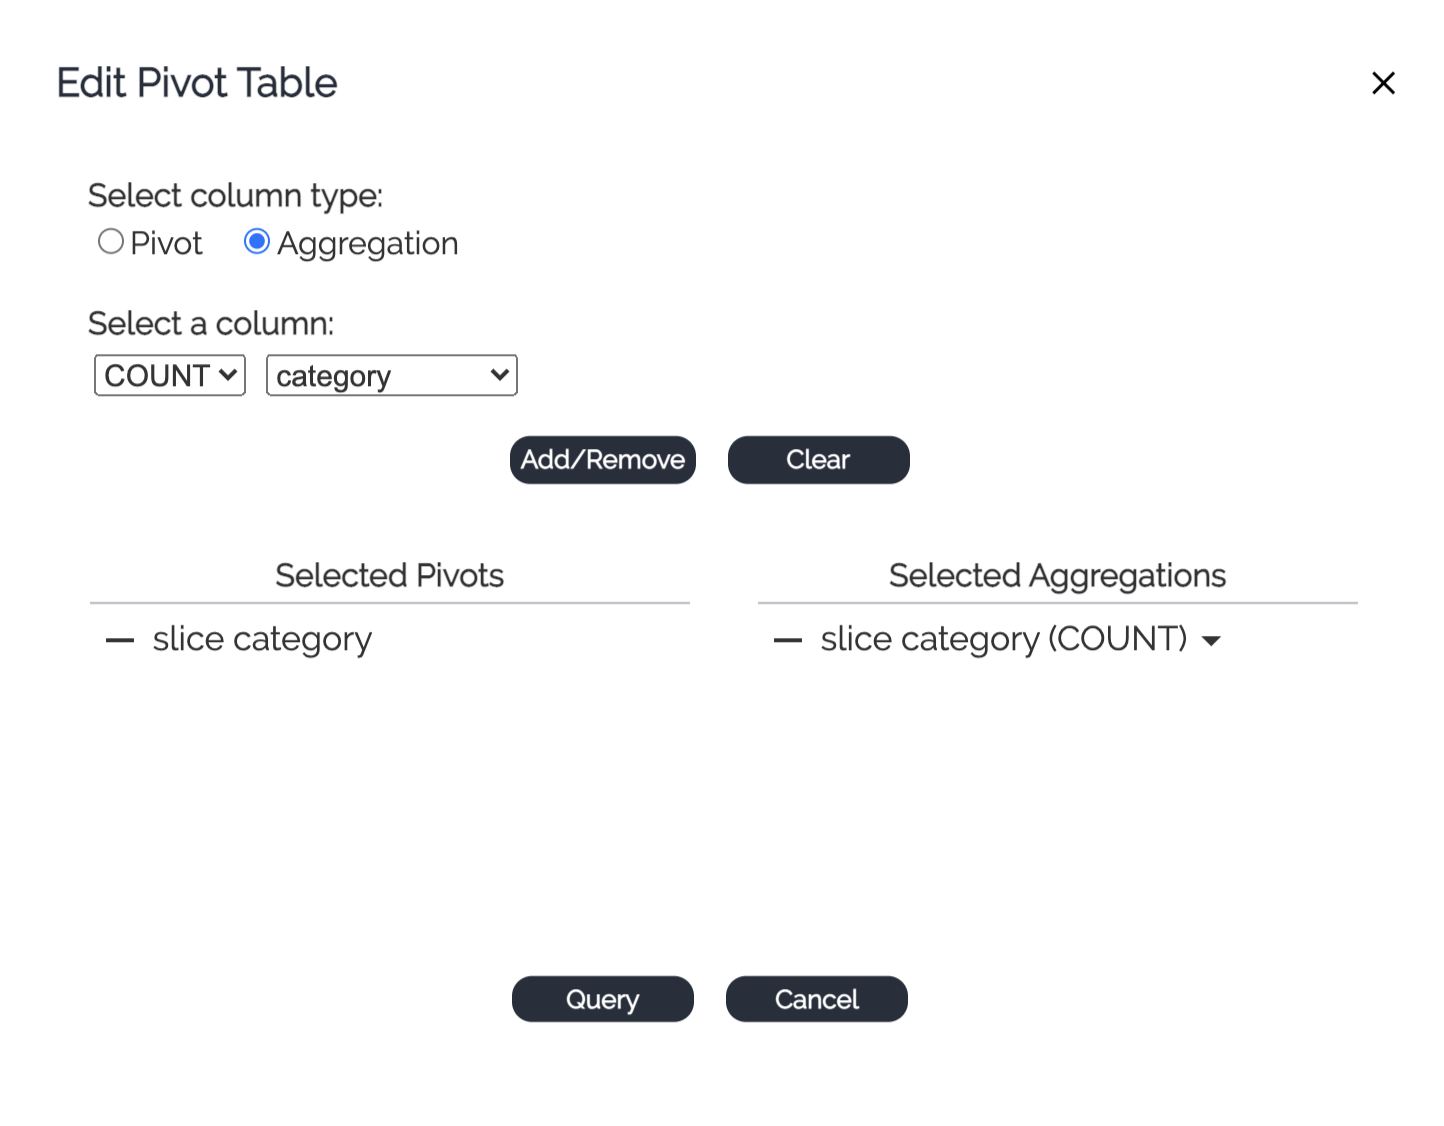 Edit Pivot Table
Select column type:
Pivot Aggregation
Select a column:
COUNT category
Add/Remove Clear
Selected Pivots Selected Aggregations
slice category slice category (COUNT)
Query Cancel